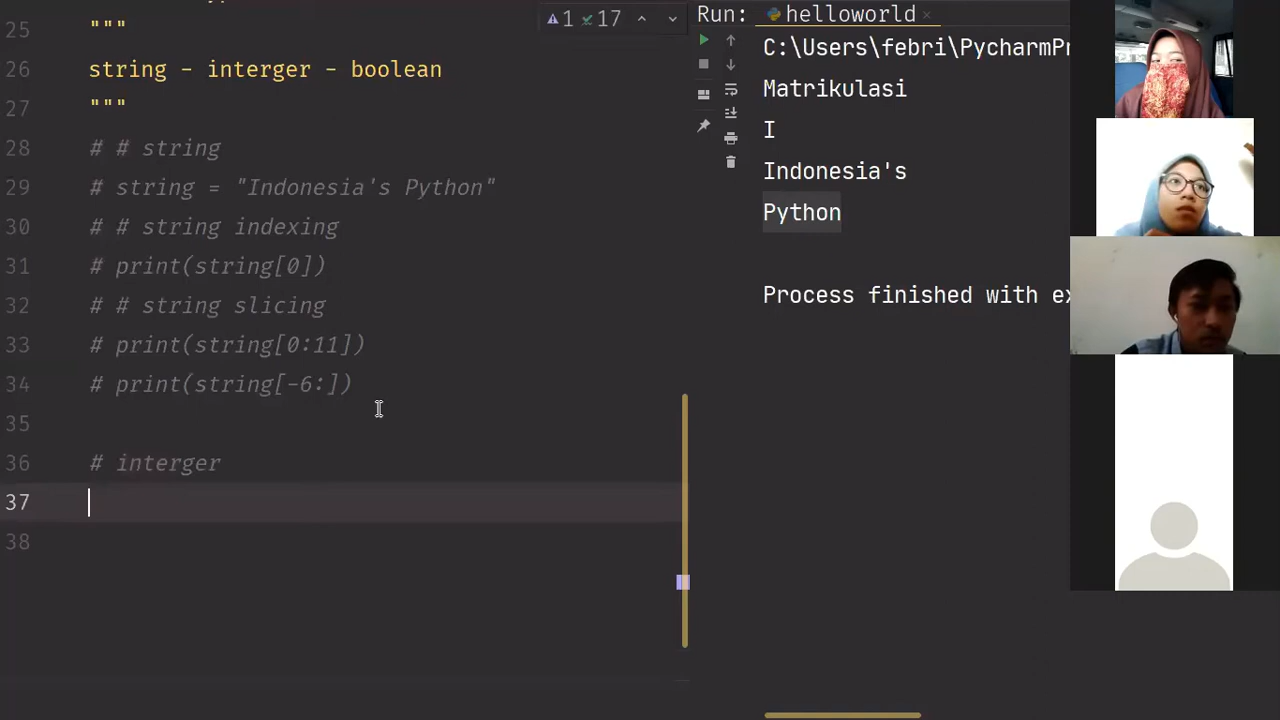 25 """
26 string - interger - boolean
27 """
28 # # string
29 # string = "Indonesia's Python"
30 # # string indexing
31 # print(string[0])
32 # # string slicing
33 # print(string[0:11])
34 # print(string[-6:])
35
36 # interger
37
38
1 17
Run: helloworld
C:\Users\febri\PycharmPr
Matrikulasi
I
Indonesia's
Python
Process finished with ex